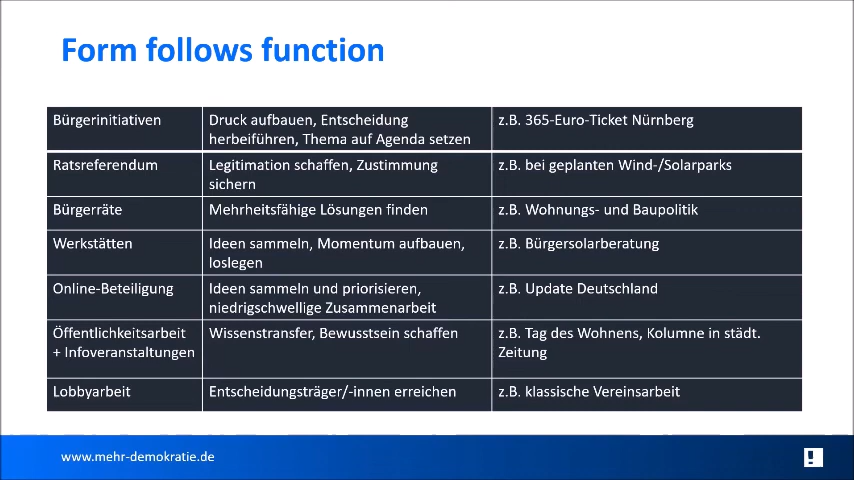 Form follows function
Bürgerinitiativen
Druck aufbauen, Entscheidung
herbeiführen, Thema auf Agenda setzen
z.B. 365-Euro-Ticket Nürnberg
Ratsreferendum
Legitimation schaffen, Zustimmung
sichern
z.B. bei geplanten Wind-/Solarparks
Bürgerräte
Mehrheitsfähige Lösungen finden
z.B. Wohnungs- und Baupolitik
Werkstätten
Ideen sammeln, Momentum aufbauen,
loslegen
z.B. Bürgersolarberatung
Online-Beteiligung
Ideen sammeln und priorisieren,
niedrigschwellige Zusammenarbeit
z.B. Update Deutschland
Öffentlichkeitsarbeit
+ Infoveranstaltungen
Wissenstransfer, Bewusstsein schaffen
z.B. Tag des Wohnens, Kolumne in städt.
Zeitung
Lobbyarbeit
Entscheidungsträger/-innen erreichen
z.B. klassische Vereinsarbeit
www.mehr-demokratie.de
!